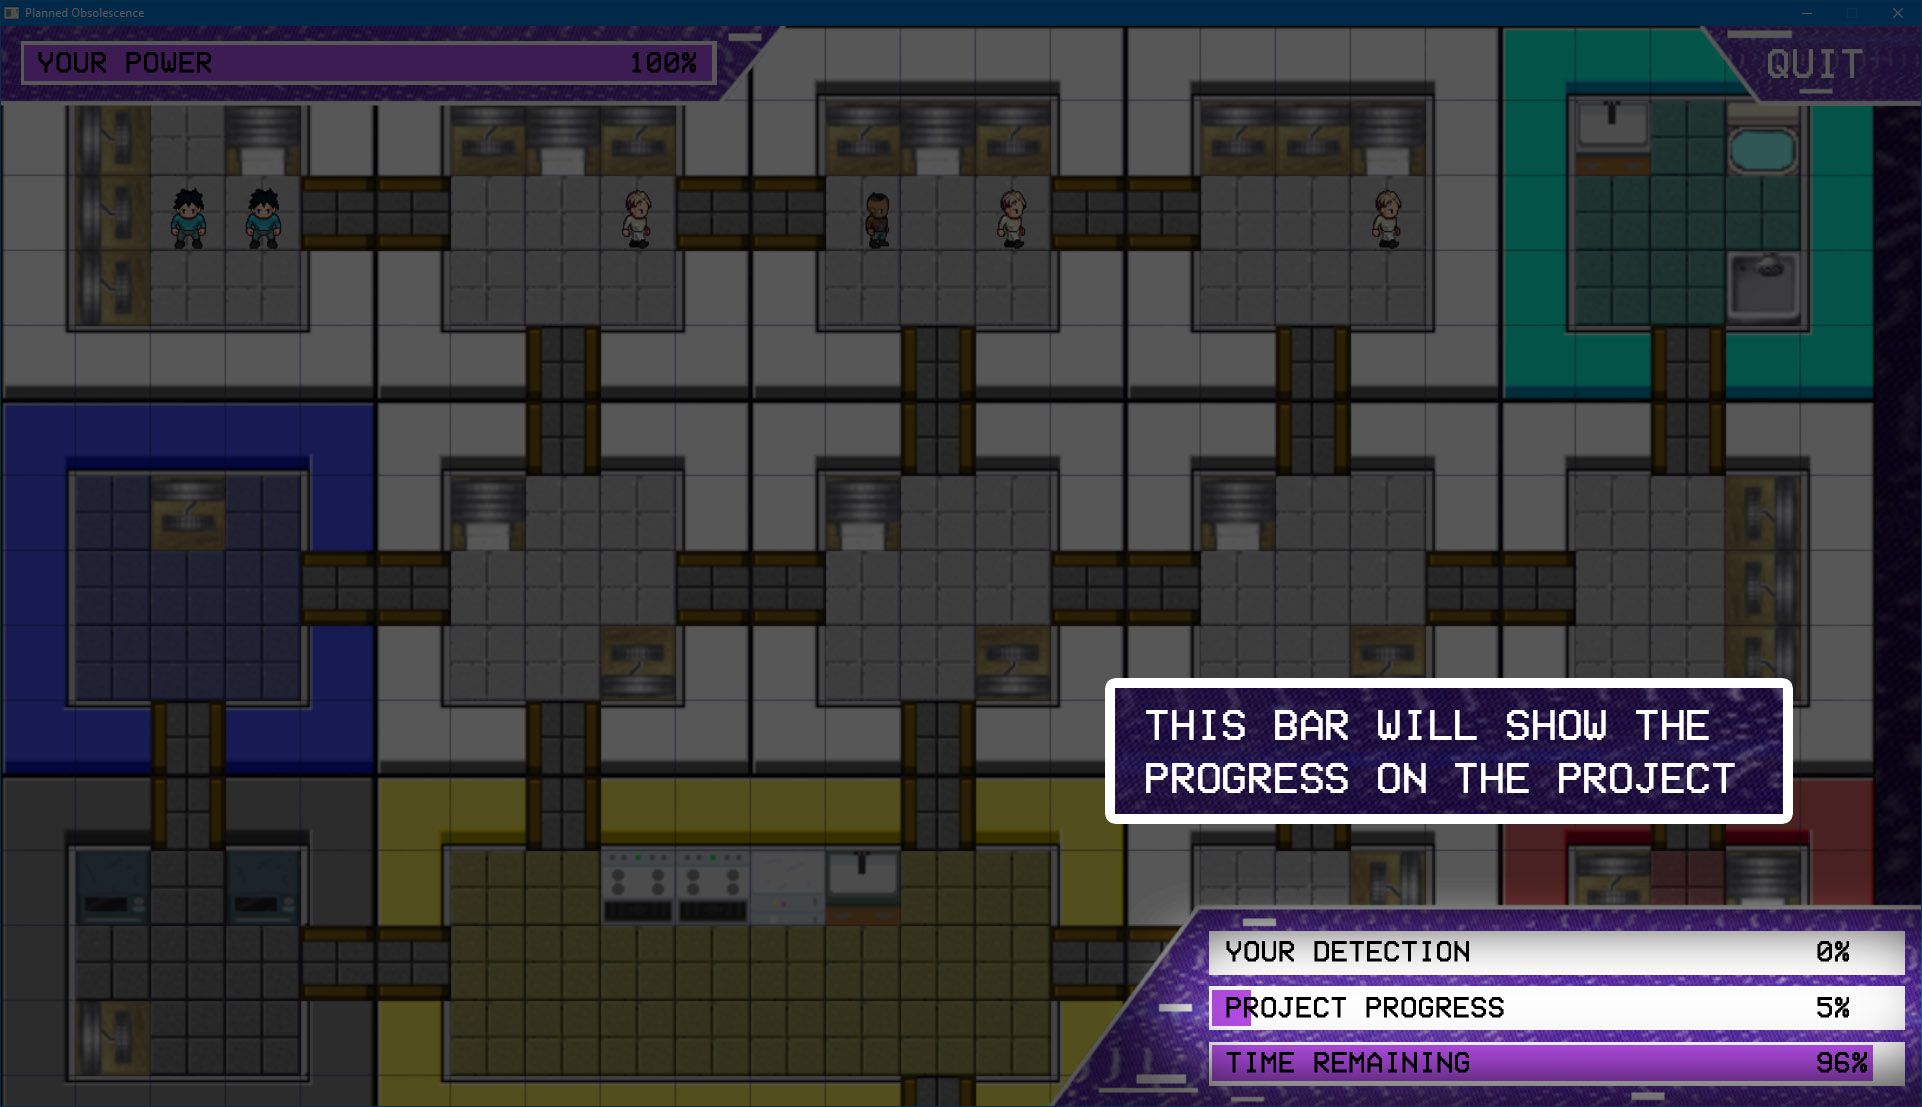 Planned Obsolescence
YOUR POWER 100%
QUIT
THIS BAR WILL SHOW THE
PROGRESS ON THE PROJECT
YOUR DETECTION 0%
PROJECT PROGRESS 5%
TIME REMAINING 96%